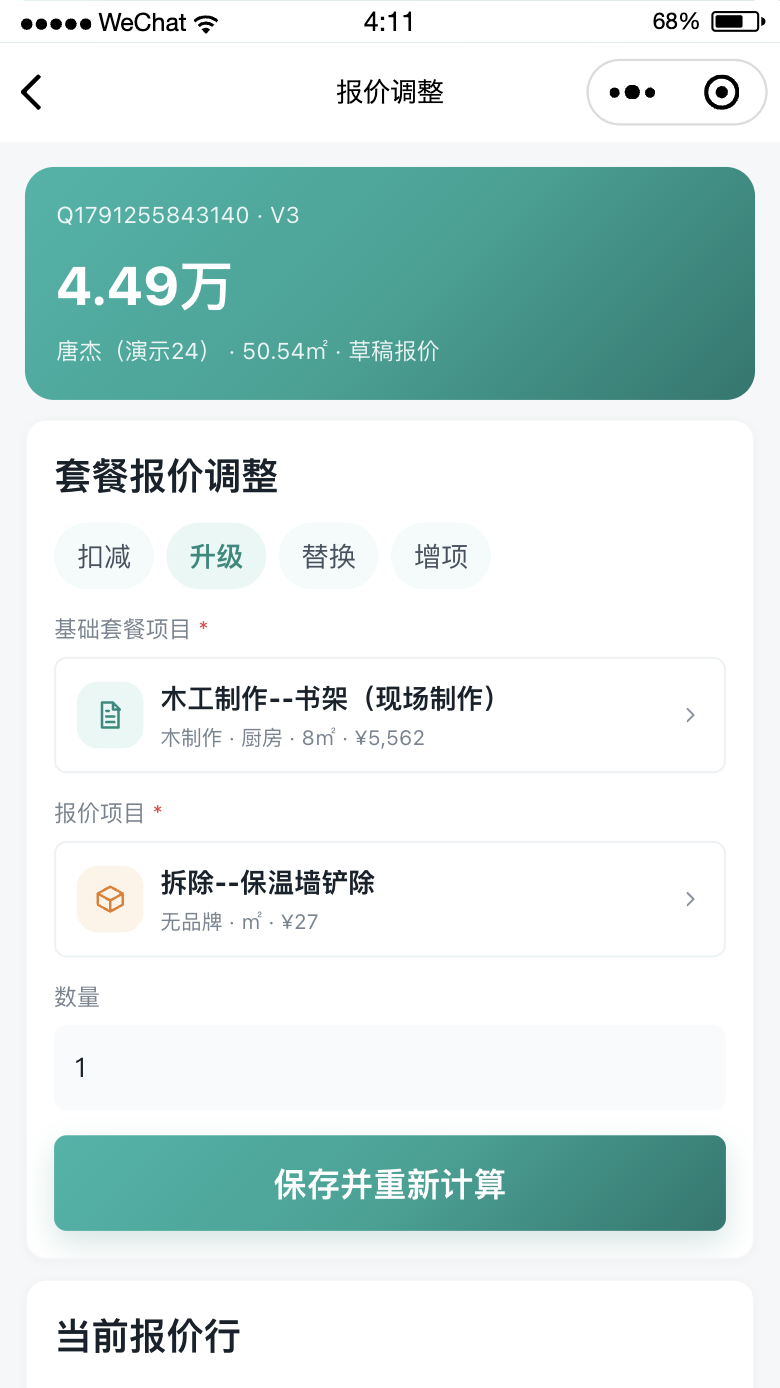 WeChat 4:11 68%
报价调整
Q1791255843140 · V3
4.49万
唐杰（演示24） · 50.54㎡ · 草稿报价
套餐报价调整
扣减 升级 替换 增项
基础套餐项目 *
木工制作--书架（现场制作）
木制作 · 厨房 · 8㎡ · ¥5,562
报价项目 *
拆除--保温墙铲除
无品牌 · ㎡ · ¥27
数量
1
保存并重新计算
当前报价行